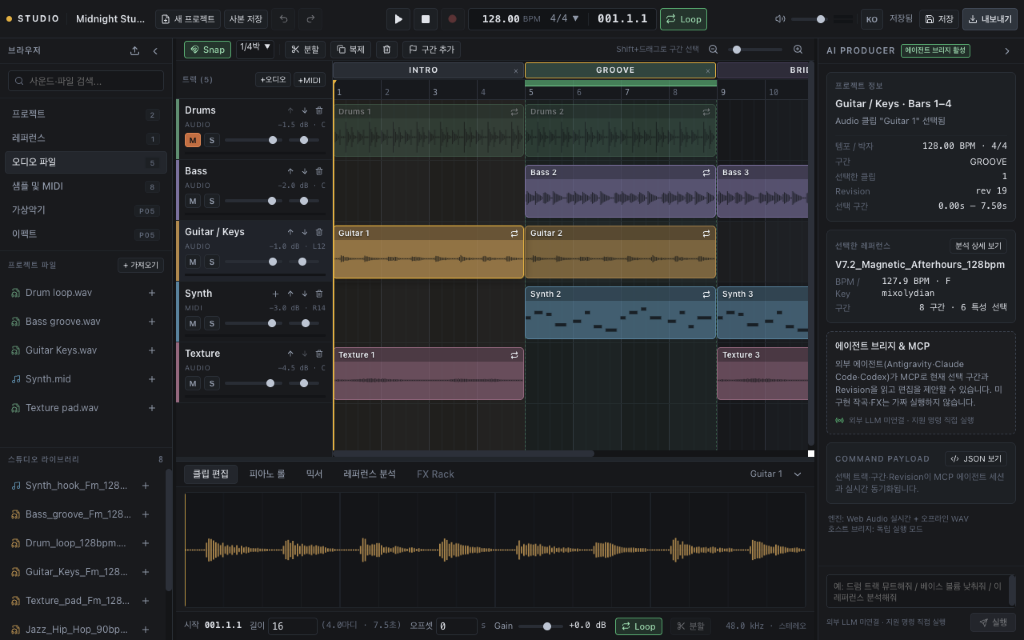 STUDIO
Midnight Stu...
새 프로젝트
사본 저장
128.00 BPM 4/4 ▼ 001.1.1
Loop
KO
저장됨
저장
내보내기
브라우저
사운드·파일 검색...
프로젝트 2
레퍼런스 1
오디오 파일 5
샘플 및 MIDI 8
가상악기 P05
이펙트 P05
프로젝트 파일
+ 가져오기
Drum loop.wav +
Bass groove.wav +
Guitar Keys.wav +
Synth.mid +
Texture pad.wav +
스튜디오 라이브러리 8
Synth_hook_Fm_128... +
Bass_groove_Fm_128... +
Drum_loop_128bpm.... +
Guitar_Keys_Fm_128... +
Texture_pad_Fm_128... +
Jazz_Hip_Hop_90bp... +
Snap
1/4박 ▼
분할
복제
구간 추가
Shift+드래그로 구간 선택
트랙 (5)
+오디오
+MIDI
INTRO ×
GROOVE ×
BRID
1 2 3 4 5 6 7 8 9 10
Drums
AUDIO -1.5 dB · C
M S
Drums 1
Drums 2
Bass
AUDIO -2.0 dB · C
M S
Bass 2
Bass 3
Guitar / Keys
AUDIO -1.0 dB · L12
M S
Guitar 1
Guitar 2
Synth
MIDI -3.0 dB · R14
M S
Synth 2
Synth 3
Texture
AUDIO -4.5 dB · C
M S
Texture 1
Texture 3
클립 편집
피아노 롤
믹서
레퍼런스 분석
FX Rack
Guitar 1
시작 001.1.1 길이 16 (4.0마디 · 7.5초) 오프셋 0 s Gain +0.0 dB Loop 분할 48.0 kHz · 스테레오
AI PRODUCER
에이전트 브리지 활성
프로젝트 정보
Guitar / Keys · Bars 1–4
Audio 클립 "Guitar 1" 선택됨
템포 / 박자 128.00 BPM · 4/4
구간 GROOVE
선택한 클립 1
Revision rev 19
선택 구간 0.00s – 7.50s
선택한 레퍼런스
분석 상세 보기
V7.2_Magnetic_Afterhours_128bpm
BPM / Key 127.9 BPM · F mixolydian
구간 8 구간 · 6 특성 선택
에이전트 브리지 & MCP
외부 에이전트(Antigravity·Claude
Code·Codex)가 MCP로 현재 선택 구간과
Revision을 읽고 편집을 제안할 수 있습니다. 미
구현 작곡·FX는 가짜 실행하지 않습니다.
외부 LLM 미연결 · 지원 명령 직접 실행
COMMAND PAYLOAD
JSON 보기
선택 트랙·구간·Revision이 MCP 에이전트 세션
과 실시간 동기화됩니다.
엔진: Web Audio 실시간 + 오프라인 WAV
호스트 브리지: 독립 실행 모드
예: 드럼 트랙 뮤트해줘 / 베이스 볼륨 낮춰줘 / 이
레퍼런스 분석해줘
외부 LLM 미연결 · 지원 명령 직접 실행
실행